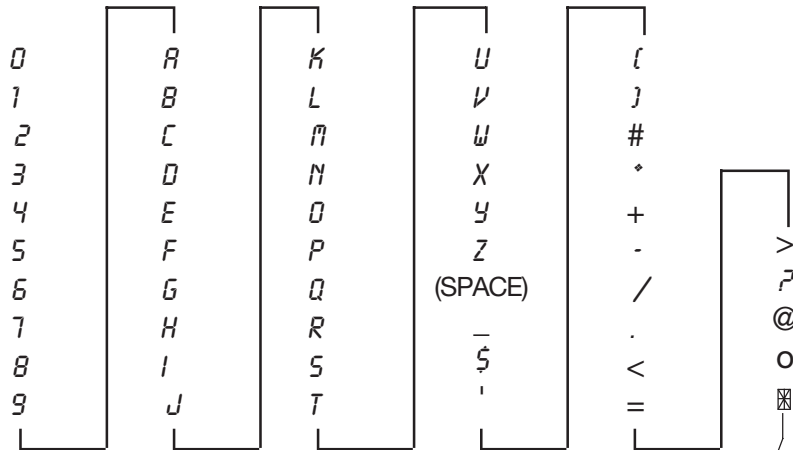 0 A K U (
1 B L V )
2 C M W #
3 D N X *
4 E O Y +
5 F P Z - >
6 G Q (SPACE) / ?
7 H R _ . @
8 I S $ < o
9 J T ' =